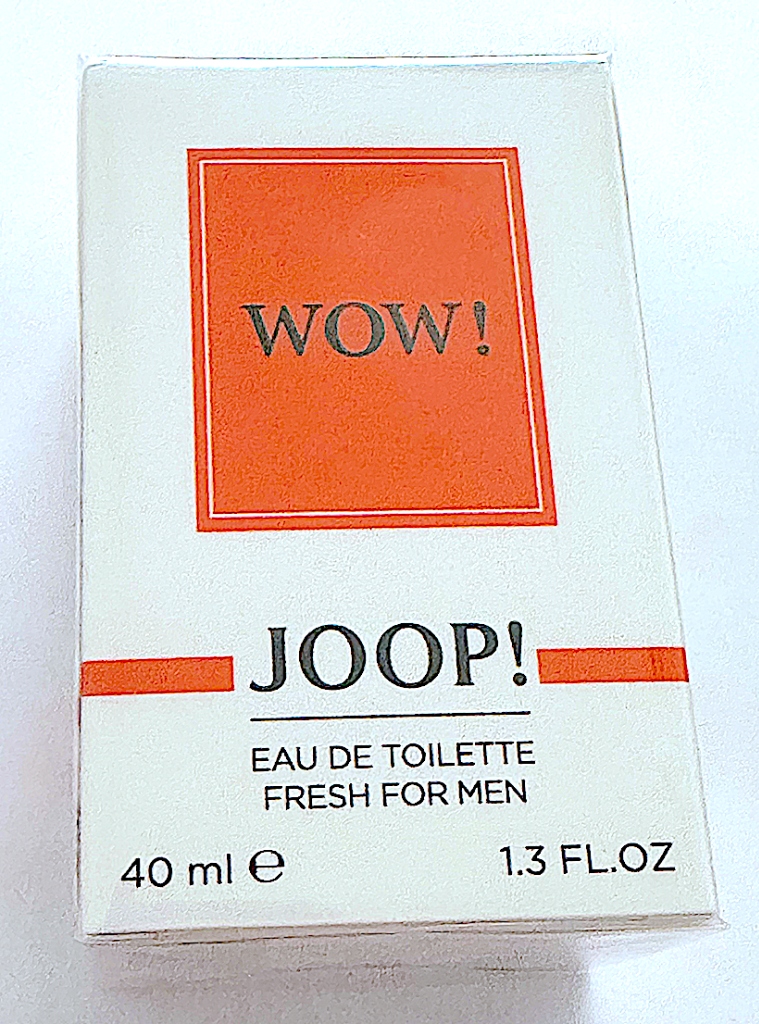 WOW!
JOOP!
EAU DE TOILETTE
FRESH FOR MEN
40 ml ℮ 1.3 FL.OZ